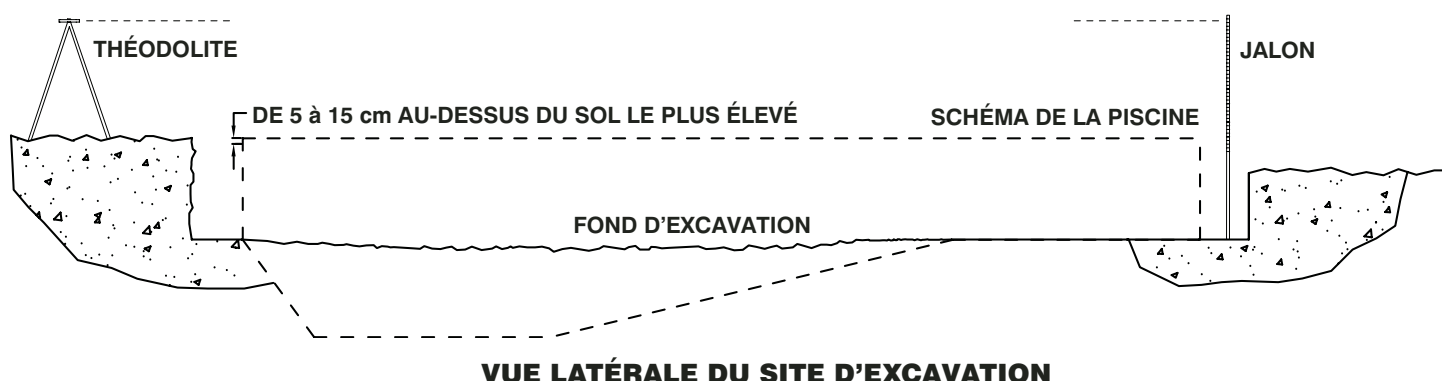 THÉODOLITE
JALON
DE 5 à 15 cm AU-DESSUS DU SOL LE PLUS ÉLEVÉ
SCHÉMA DE LA PISCINE
FOND D’EXCAVATION
VUE LATÉRALE DU SITE D’EXCAVATION